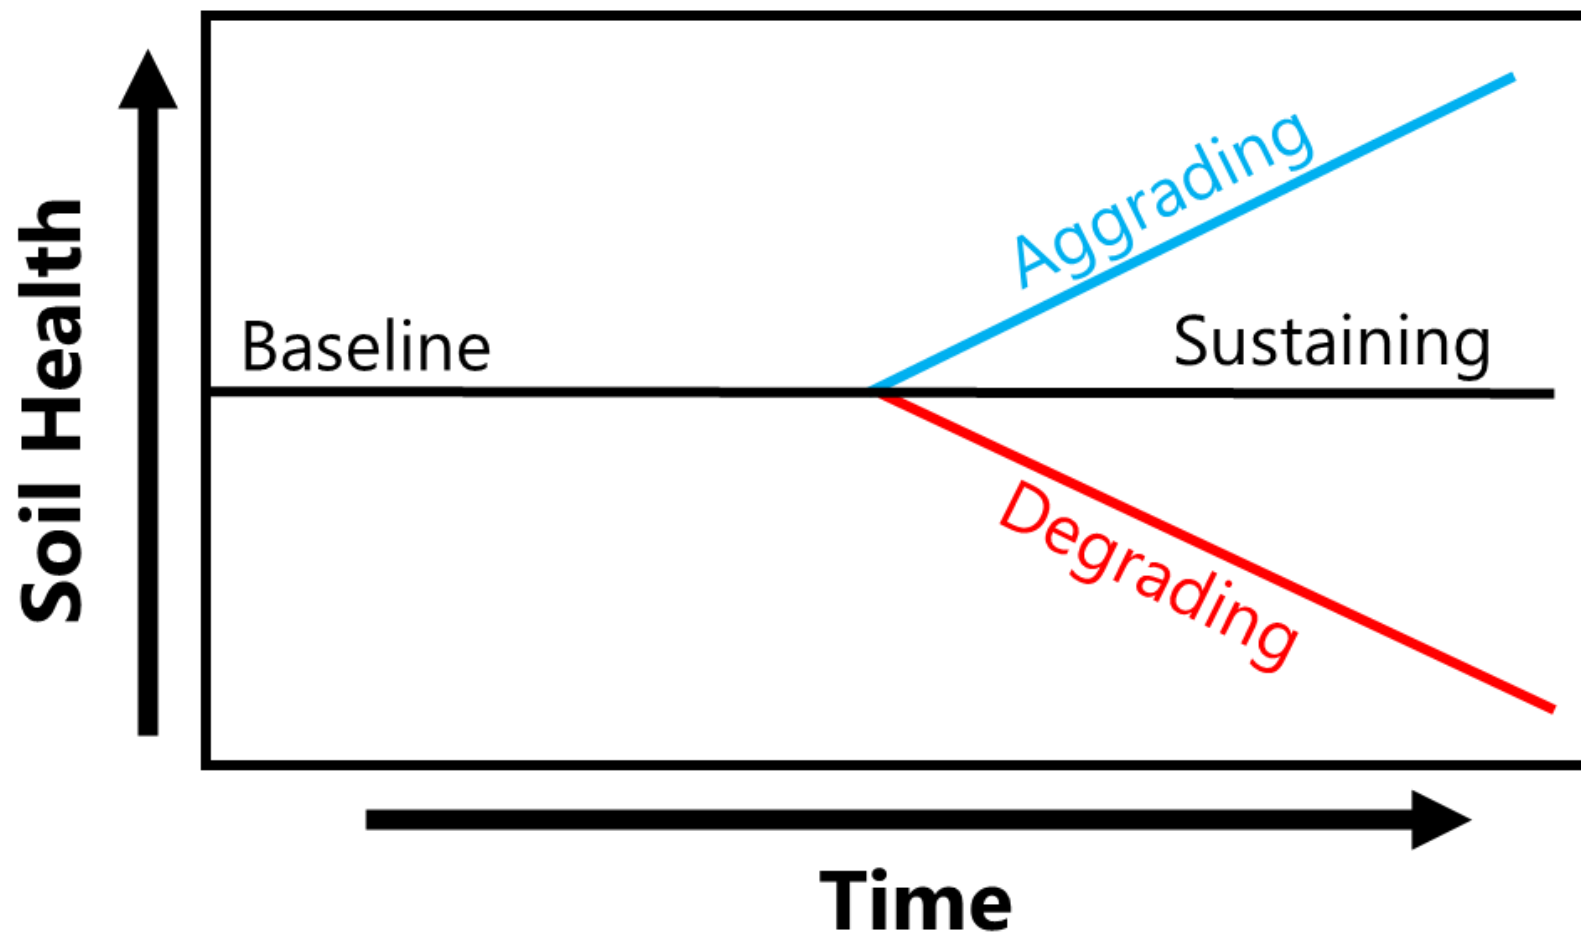 Soil Health
Aggrading
Baseline
Sustaining
Degrading
Time